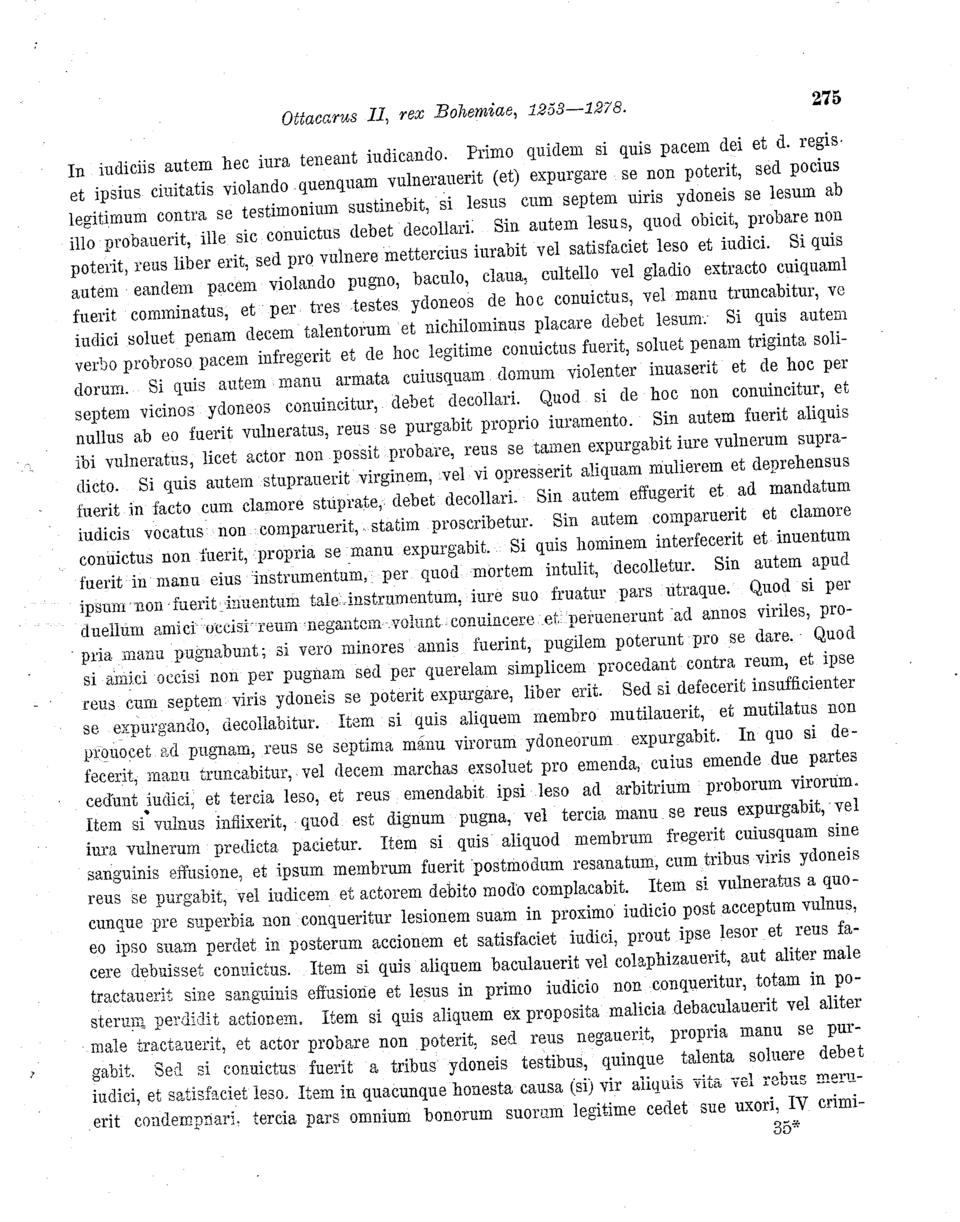 Ottacarus II, rex Bohemiae, 1253—1278.
275
In iudiciis autem hec iura teneant iudicando. Primo quidem si quis pacem dei et d. regis
et ipsius ciuitatis violando quenquam vulnerauerit (et) expurgare se non poterit, sed pocius
legitimum contra se testimonium sustinebit, si lesus cum septem uiris ydoneis se lesum ab
illo probauerit, ille sic conuictus debet decollari. Sin autem lesus, quod obicit, probare non
poterit, reus liber erit, sed pro vulnere mettercius iurabit vel satisfaciet leso et iudici. Si quis
autem eandem pacem violando pugno, baculo, claua, cultello vel gladio extracto cuiquaml
fuerit comminatus, et per tres testes ydoneos de hoc conuictus, vel manu truncabitur, ve
iudici soluet penam decem talentorum et nichilominus placare debet lesum. Si quis autem
verbo probroso pacem infregerit et de hoc legitime conuictus fuerit, soluet penam triginta soli-
dorum. Si quis autem manu armata cuiusquam domum violenter inuaserit et de hoc per
septem vicinos ydoneos conuincitur, debet decollari. Quod si de hoc non conuincitur, et
nullus ab eo fuerit vulneratus, reus se purgabit proprio iuramento. Sin autem fuerit aliquis
ibi vulneratus, licet actor non possit probare, reus se tamen expurgabit iure vulnerum supra-
dicto. Si quis autem stuprauerit virginem, vel vi opresserit aliquam mulierem et deprehensus
fuerit in facto cum clamore stuprate, debet decollari. Sin autem effugerit et ad mandatum
iudicis vocatus non comparuerit, statim proscribetur. Sin autem comparuerit et clamore
conuictus non fuerit, propria se manu expurgabit. Si quis hominem interfecerit et inuentum
fuerit in manu eius instrumentum, per quod mortem intulit, decolletur. Sin autem apud
ipsum non fuerit inuentum tale instrumentum, iure suo fruatur pars utraque. Quod si per
duellum amici occisi reum negantem volunt conuincere et peruenerunt ad annos viriles, pro-
pria manu pugnabunt; si vero minores annis fuerint, pugilem poterunt pro se dare. Quod
si amici occisi non per pugnam sed per querelam simplicem procedant contra reum, et ipse
reus cum septem viris ydoneis se poterit expurgare, liber erit. Sed si defecerit insufficienter
se expurgando, decollabitur. Item si quis aliquem membro mutilauerit, et mutilatus non
prouocet ad pugnam, reus se septima manu virorum ydoneorum expurgabit. In quo si de-
fecerit, manu truncabitur, vel decem marchas exsoluet pro emenda, cuius emende due partes
cedunt iudici, et tercia leso, et reus emendabit ipsi leso ad arbitrium proborum virorum.
Item si vulnus inflixerit, quod est dignum pugna, vel tercia manu se reus expurgabit, vel
iura vulnerum predicta pacietur. Item si quis aliquod membrum fregerit cuiusquam sine
sanguinis effusione, et ipsum membrum fuerit postmodum resanatum, cum tribus viris ydoneis
reus se purgabit, vel iudicem et actorem debito modo complacabit. Item si vulneratus a quo-
cunque pre superbia non conqueritur lesionem suam in proximo iudicio post acceptum vulnus,
eo ipso suam perdet in posterum accionem et satisfaciet iudici, prout ipse lesor et reus fa-
cere debuisset conuictus. Item si quis aliquem baculauerit vel colaphizauerit, aut aliter male
tractauerit sine sanguinis effusione et lesus in primo iudicio non conqueritur, totam in po-
sterum perdidit actionem. Item si quis aliquem ex proposita malicia debaculauerit vel aliter
male tractauerit, et actor probare non poterit, sed reus negauerit, propria manu se pur-
gabit. Sed si conuictus fuerit a tribus ydoneis testibus, quinque talenta soluere debet
iudici, et satisfaciet leso. Item in quacunque honesta causa (si) vir aliquis vita vel rebus meru-
erit condempnari, tercia pars omnium bonorum suorum legitime cedet sue uxori, IV crimi-
35*